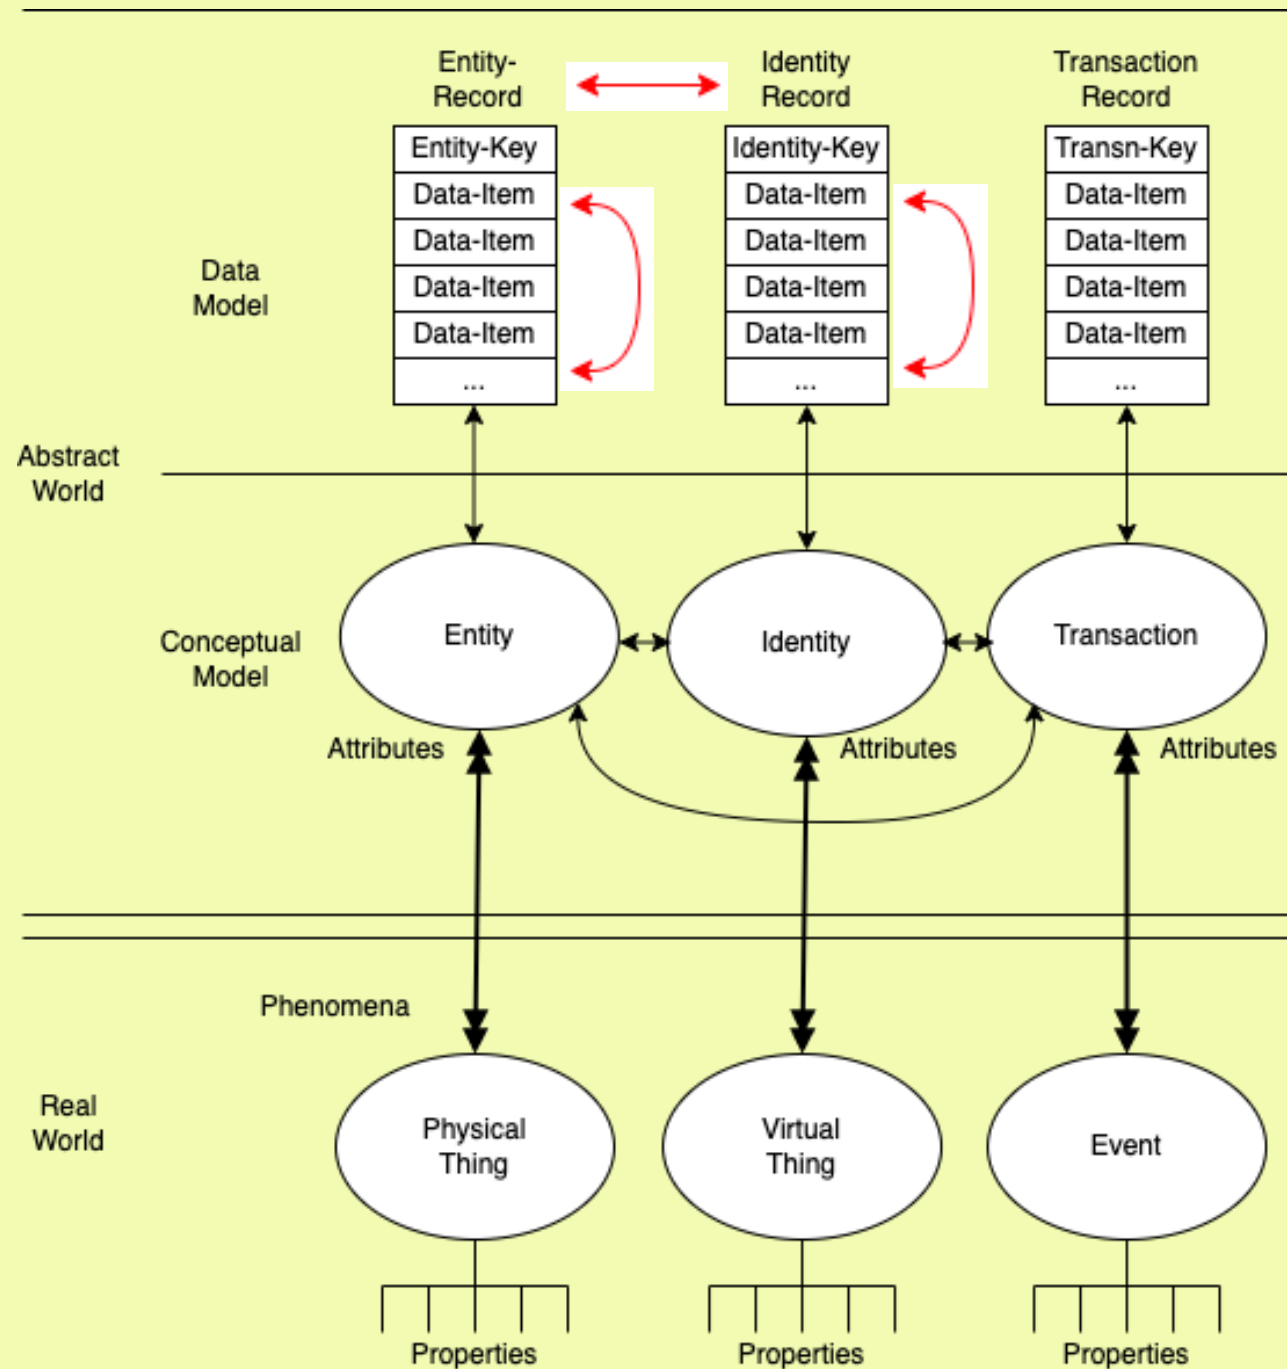 Entity-
Record
Identity
Record
Transaction
Record
Entity-Key
Data-Item
Data-Item
Data-Item
Data-Item
...
Identity-Key
Data-Item
Data-Item
Data-Item
Data-Item
...
Transn-Key
Data-Item
Data-Item
Data-Item
Data-Item
...
Data
Model
Abstract
World
Conceptual
Model
Entity
Identity
Transaction
Attributes
Attributes
Attributes
Phenomena
Real
World
Physical
Thing
Virtual
Thing
Event
Properties
Properties
Properties